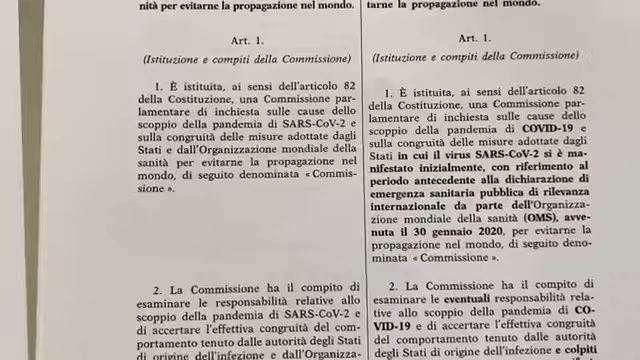 nità per evitarne la propagazione nel mondo.
Art. 1.
(Istituzione e compiti della Commissione)
1. È istituita, ai sensi dell'articolo 82
della Costituzione, una Commissione par-
lamentare di inchiesta sulle cause dello
scoppio della pandemia di SARS-CoV-2 e
sulla congruità delle misure adottate dagli
Stati e dall'Organizzazione mondiale della
sanità per evitarne la propagazione nel
mondo, di seguito denominata « Commis-
sione ».
2. La Commissione ha il compito di
esaminare le responsabilità relative allo
scoppio della pandemia di SARS-CoV-2 e
di accertare l'effettiva congruità del com-
portamento tenuto dalle autorità degli Stati
di origine dell'infezione e dall'Organizza-
tarne la propagazione nel mondo.
Art. 1.
(Istituzione e compiti della Commissione)
1. È istituita, ai sensi dell'articolo 82
della Costituzione, una Commissione par-
lamentare di inchiesta sulle cause dello
scoppio della pandemia di COVID-19 e
sulla congruità delle misure adottate dagli
Stati in cui il virus SARS-CoV-2 si è ma-
nifestato inizialmente, con riferimento al
periodo antecedente alla dichiarazione di
emergenza sanitaria pubblica di rilevanza
internazionale da parte dell'Organizza-
zione mondiale della sanità (OMS), avve-
nuta il 30 gennaio 2020, per evitarne la
propagazione nel mondo, di seguito deno-
minata « Commissione ».
2. La Commissione ha il compito di
esaminare le eventuali responsabilità rela-
tive allo scoppio della pandemia di CO-
VID-19 e di accertare l'effettiva congruità
del comportamento tenuto dalle autorità
degli Stati di origine dell'infezione e colpiti